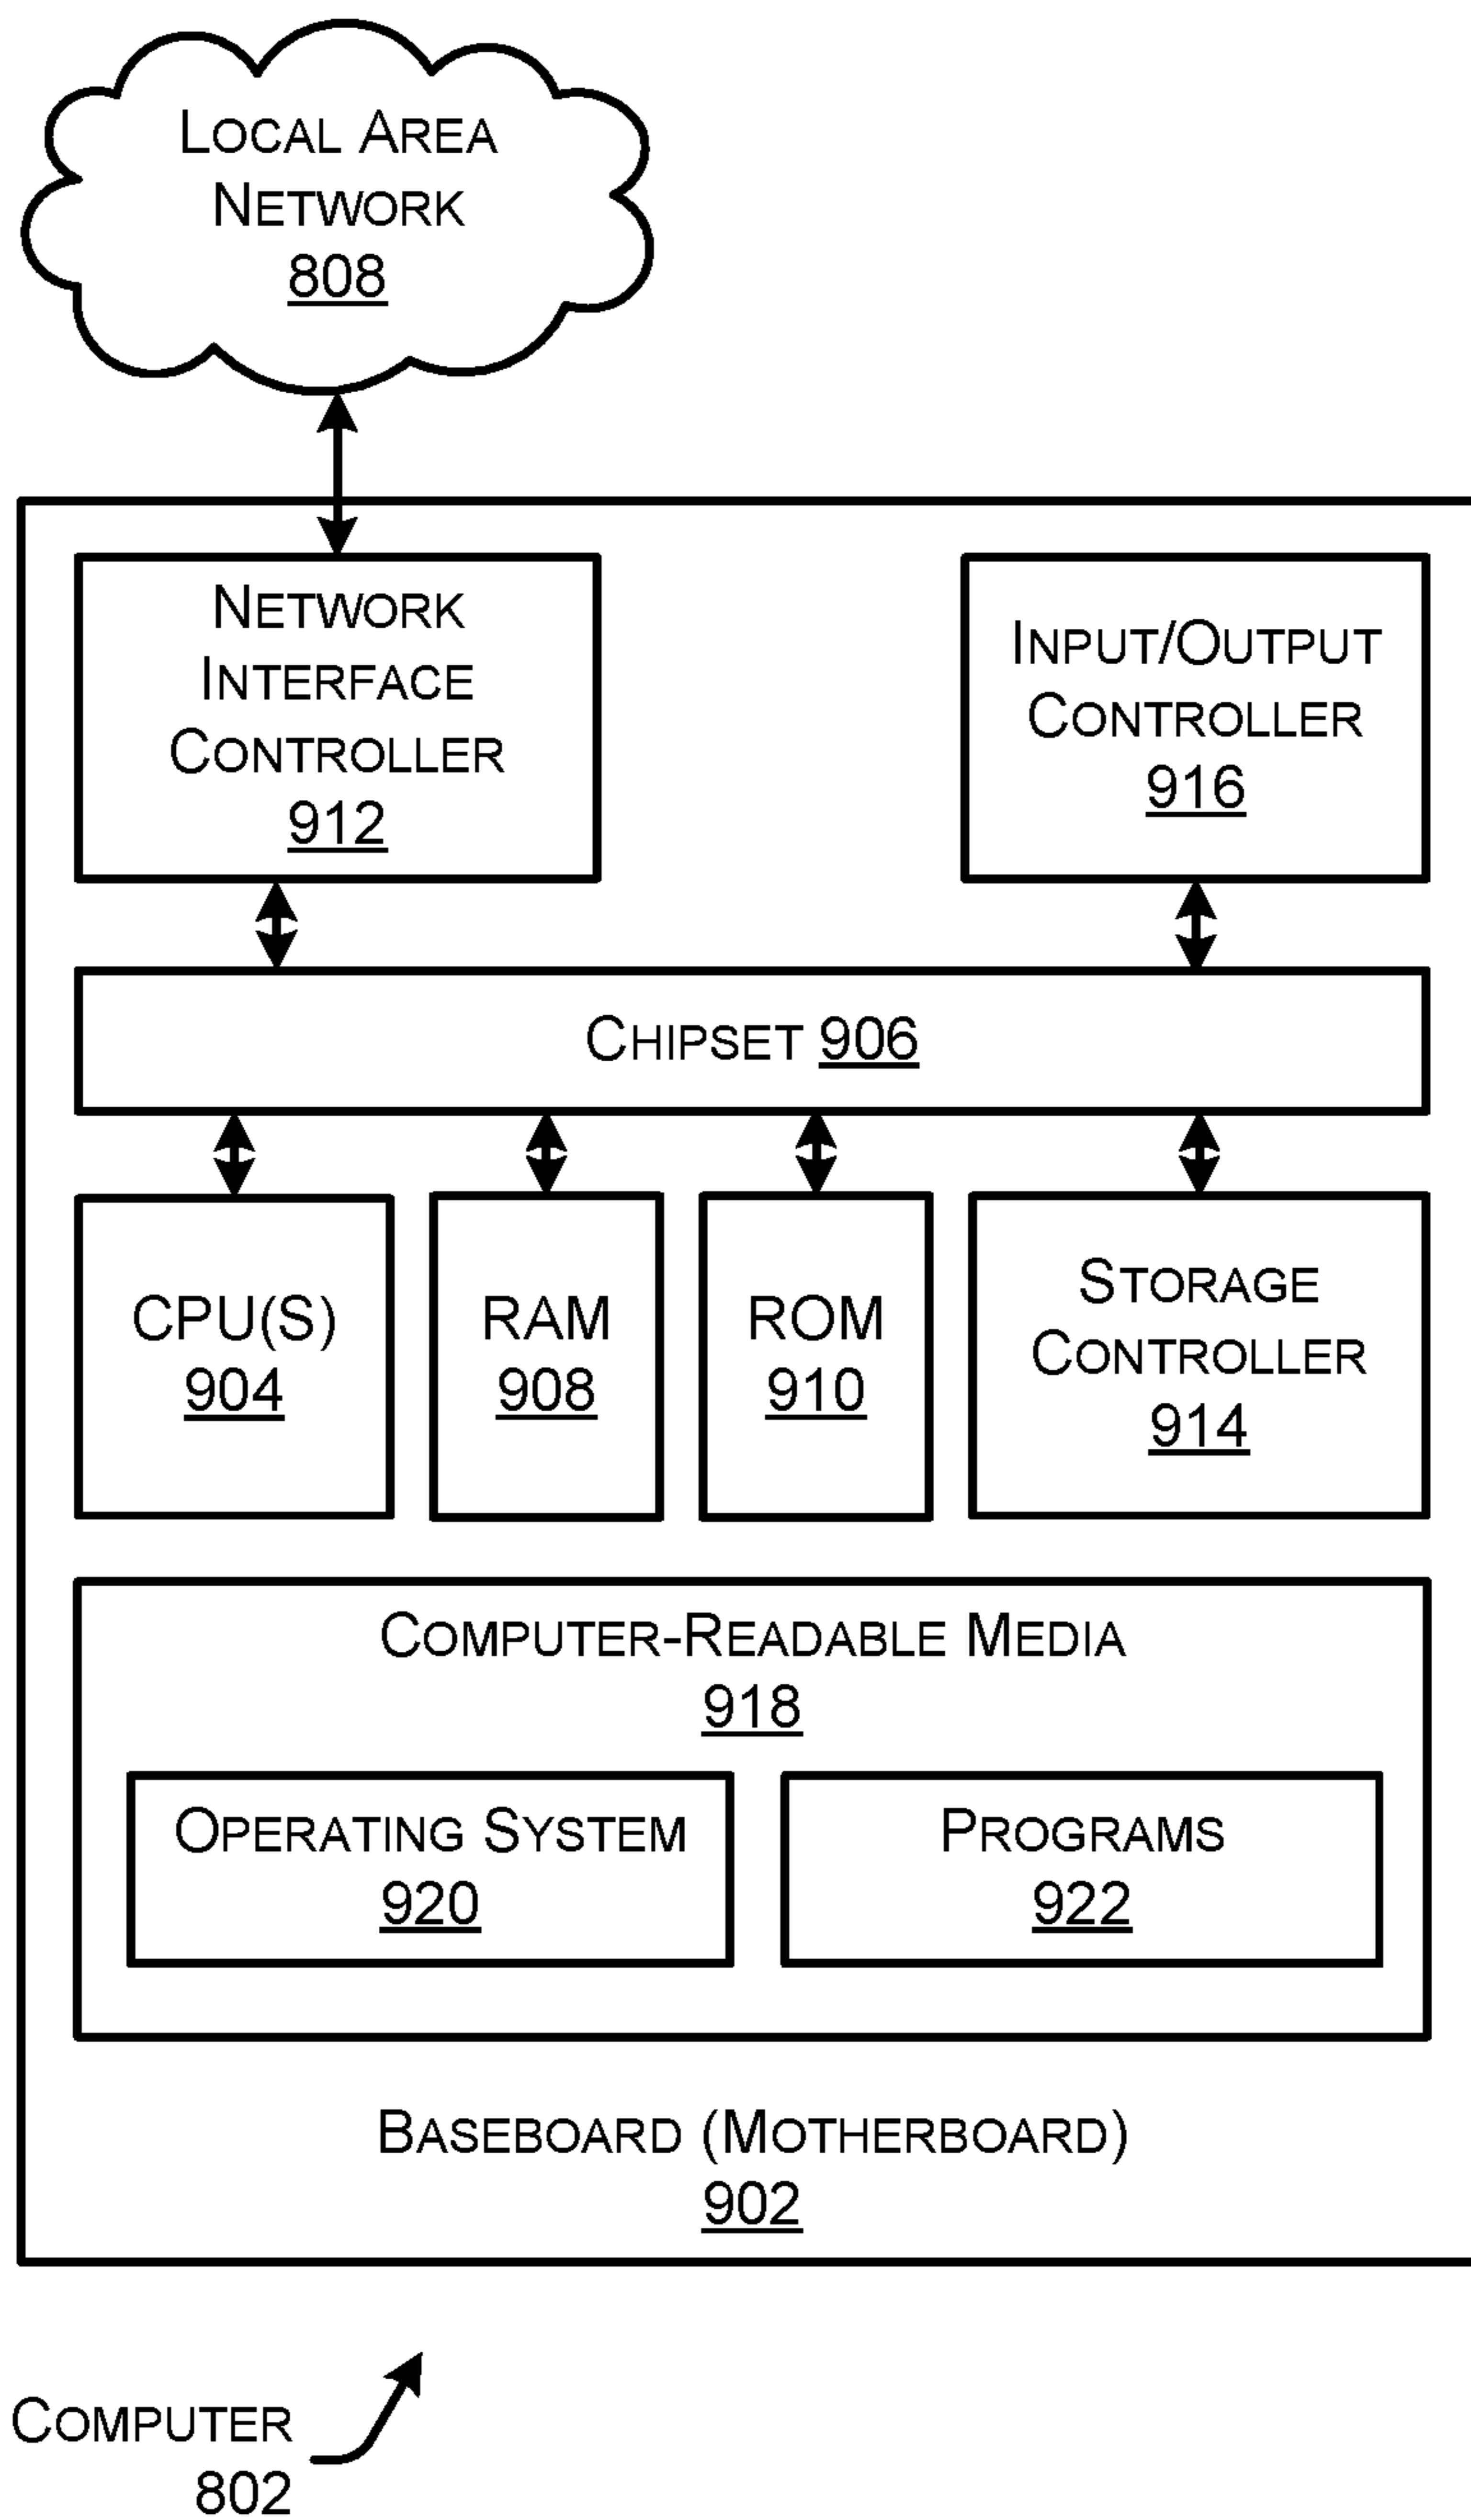 LOCAL AREA
NETWORK
808
NETWORK
INTERFACE
CONTROLLER
912
INPUT/OUTPUT
CONTROLLER
916
CHIPSET 906
CPU(S)
904
RAM
908
ROM
910
STORAGE
CONTROLLER
914
COMPUTER-READABLE MEDIA
918
OPERATING SYSTEM
920
PROGRAMS
922
BASEBOARD (MOTHERBOARD)
902
COMPUTER
802